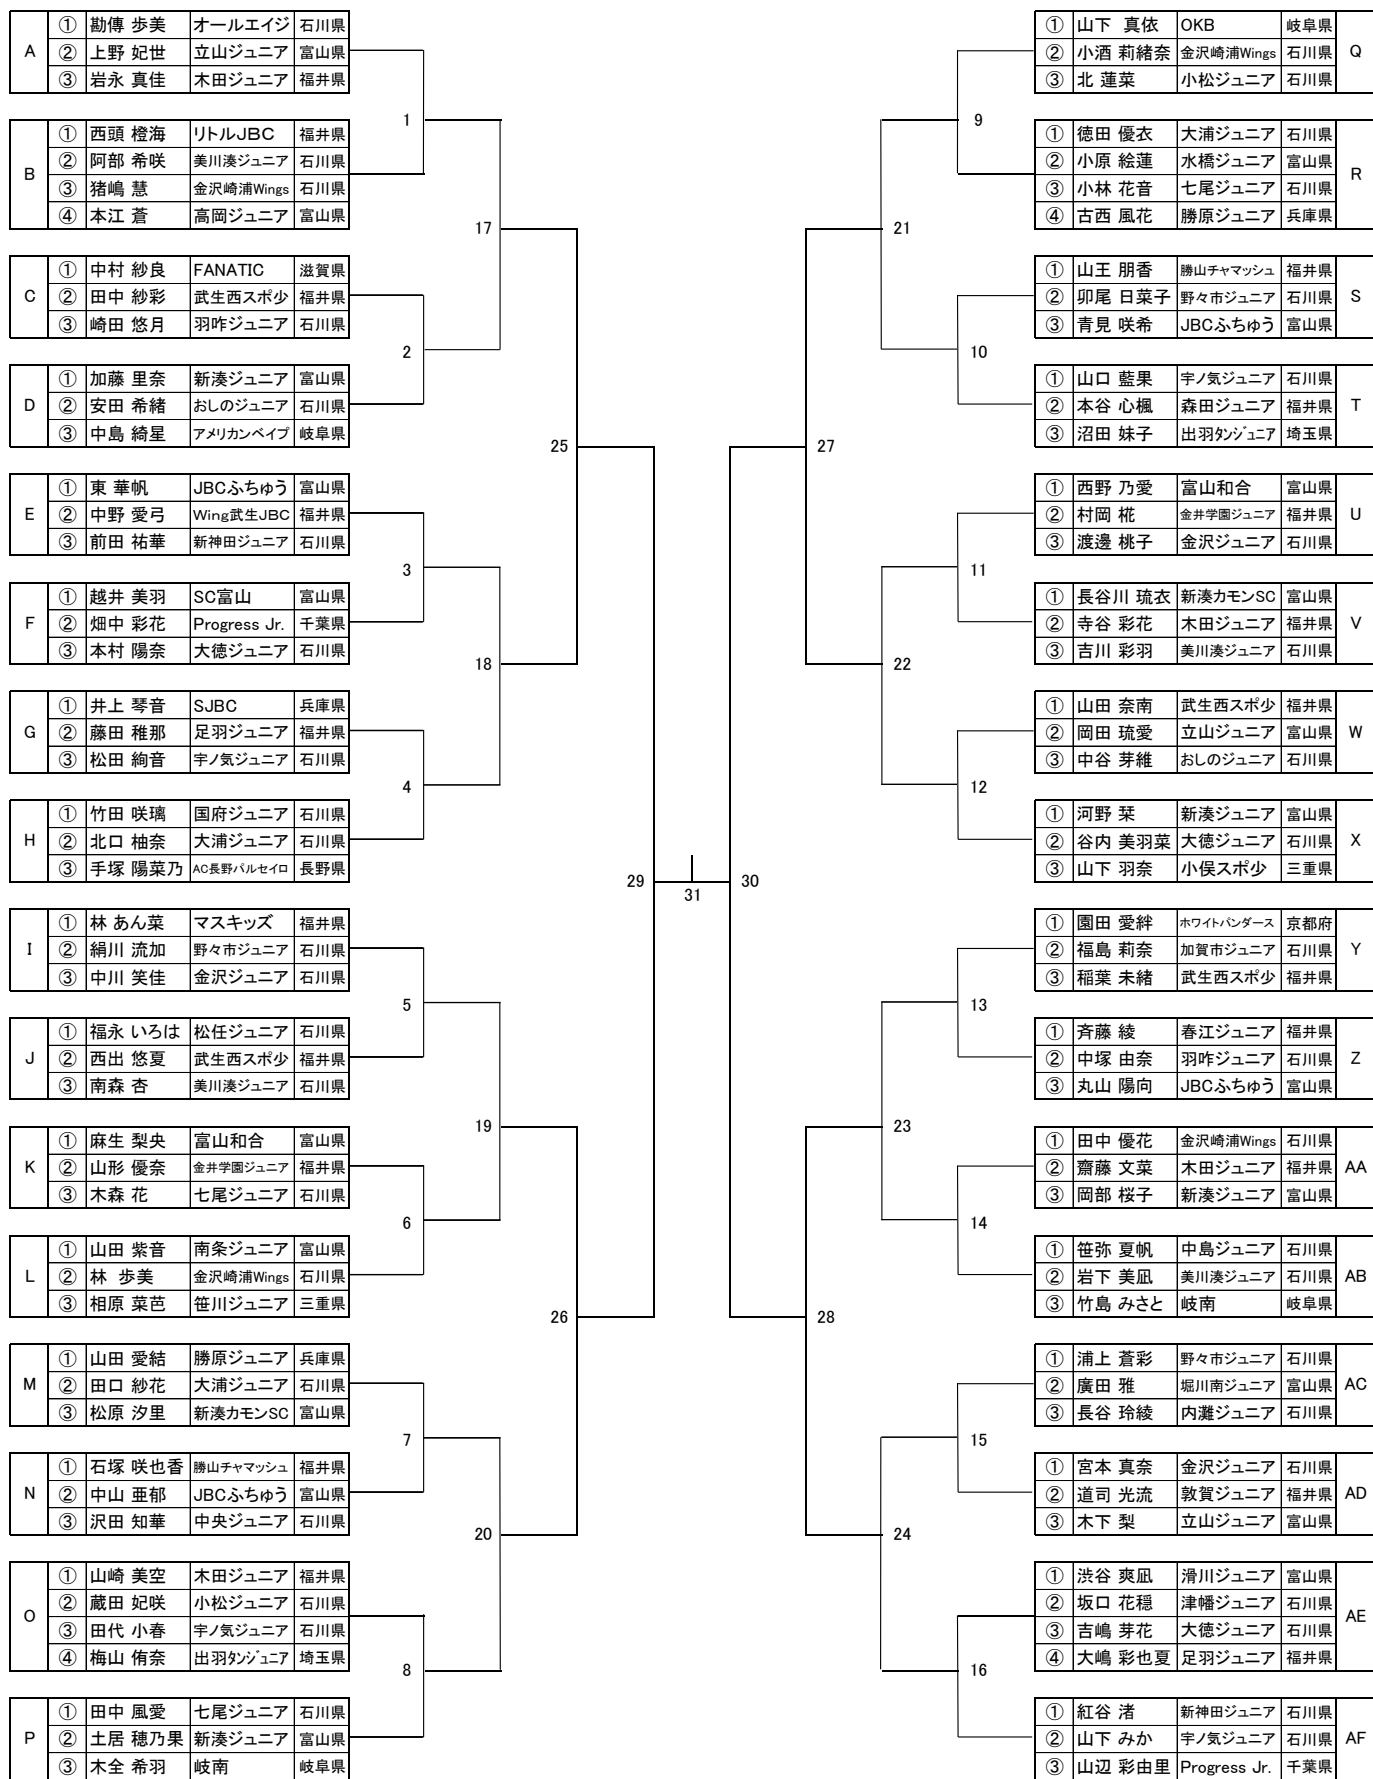 A
① 勘傳 歩美 オールエイジ 石川県
② 上野 妃世 立山ジュニア 富山県
③ 岩永 真佳 木田ジュニア 福井県
B
① 西頭 橙海 リトルJBC 福井県
② 阿部 希咲 美川湊ジュニア 石川県
③ 猪嶋 慧 金沢崎浦Wings 石川県
④ 本江 蒼 高岡ジュニア 富山県
C
① 中村 紗良 FANATIC 滋賀県
② 田中 紗彩 武生西スポ少 福井県
③ 崎田 悠月 羽咋ジュニア 石川県
D
① 加藤 里奈 新湊ジュニア 富山県
② 安田 希緒 おしのジュニア 石川県
③ 中島 綺星 アメリカンベイプ 岐阜県
E
① 東 華帆 JBCふちゅう 富山県
② 中野 愛弓 Wing武生JBC 福井県
③ 前田 祐華 新神田ジュニア 石川県
F
① 越井 美羽 SC富山 富山県
② 畑中 彩花 Progress Jr. 千葉県
③ 本村 陽奈 大徳ジュニア 石川県
G
① 井上 琴音 SJBC 兵庫県
② 藤田 稚那 足羽ジュニア 福井県
③ 松田 絢音 宇ノ気ジュニア 石川県
H
① 竹田 咲璃 国府ジュニア 石川県
② 北口 柚奈 大浦ジュニア 石川県
③ 手塚 陽菜乃 AC長野パルセイロ 長野県
I
① 林 あん菜 マスキッズ 福井県
② 絹川 流加 野々市ジュニア 石川県
③ 中川 笑佳 金沢ジュニア 石川県
J
① 福永 いろは 松任ジュニア 石川県
② 西出 悠夏 武生西スポ少 福井県
③ 南森 杏 美川湊ジュニア 石川県
K
① 麻生 梨央 富山和合 富山県
② 山形 優奈 金井学園ジュニア 福井県
③ 木森 花 七尾ジュニア 石川県
L
① 山田 紫音 南条ジュニア 富山県
② 林 歩美 金沢崎浦Wings 石川県
③ 相原 菜芭 笹川ジュニア 三重県
M
① 山田 愛結 勝原ジュニア 兵庫県
② 田口 紗花 大浦ジュニア 石川県
③ 松原 汐里 新湊カモンSC 富山県
N
① 石塚 咲也香 勝山チャマッシュ 福井県
② 中山 亜郁 JBCふちゅう 富山県
③ 沢田 知華 中央ジュニア 石川県
O
① 山崎 美空 木田ジュニア 福井県
② 蔵田 妃咲 小松ジュニア 石川県
③ 田代 小春 宇ノ気ジュニア 石川県
④ 梅山 侑奈 出羽タンジュニア 埼玉県
P
① 田中 風愛 七尾ジュニア 石川県
② 土居 穂乃果 新湊ジュニア 富山県
③ 木全 希羽 岐南 岐阜県
1
2
3
4
5
6
7
8
17
18
19
20
25
26
29
31
30
27
28
21
22
23
24
9
10
11
12
13
14
15
16
① 山下 真依 OKB 岐阜県
② 小酒 莉緒奈 金沢崎浦Wings 石川県
③ 北 蓮菜 小松ジュニア 石川県
Q
① 徳田 優衣 大浦ジュニア 石川県
② 小原 絵蓮 水橋ジュニア 富山県
③ 小林 花音 七尾ジュニア 石川県
④ 古西 風花 勝原ジュニア 兵庫県
R
① 山王 朋香 勝山チャマッシュ 福井県
② 卯尾 日菜子 野々市ジュニア 石川県
③ 青見 咲希 JBCふちゅう 富山県
S
① 山口 藍果 宇ノ気ジュニア 石川県
② 本谷 心楓 森田ジュニア 福井県
③ 沼田 妹子 出羽タンジュニア 埼玉県
T
① 西野 乃愛 富山和合 富山県
② 村岡 椛 金井学園ジュニア 福井県
③ 渡邊 桃子 金沢ジュニア 石川県
U
① 長谷川 琉衣 新湊カモンSC 富山県
② 寺谷 彩花 木田ジュニア 福井県
③ 吉川 彩羽 美川湊ジュニア 石川県
V
① 山田 奈南 武生西スポ少 福井県
② 岡田 琉愛 立山ジュニア 富山県
③ 中谷 芽維 おしのジュニア 石川県
W
① 河野 栞 新湊ジュニア 富山県
② 谷内 美羽菜 大徳ジュニア 石川県
③ 山下 羽奈 小俣スポ少 三重県
X
① 園田 愛絆 ホワイトパンダース 京都府
② 福島 莉奈 加賀市ジュニア 石川県
③ 稲葉 未緒 武生西スポ少 福井県
Y
① 斉藤 綾 春江ジュニア 福井県
② 中塚 由奈 羽咋ジュニア 石川県
③ 丸山 陽向 JBCふちゅう 富山県
Z
① 田中 優花 金沢崎浦Wings 石川県
② 齋藤 文菜 木田ジュニア 福井県
③ 岡部 桜子 新湊ジュニア 富山県
AA
① 笹弥 夏帆 中島ジュニア 石川県
② 岩下 美凪 美川湊ジュニア 石川県
③ 竹島 みさと 岐南 岐阜県
AB
① 浦上 蒼彩 野々市ジュニア 石川県
② 廣田 雅 堀川南ジュニア 富山県
③ 長谷 玲綾 内灘ジュニア 石川県
AC
① 宮本 真奈 金沢ジュニア 石川県
② 道司 光流 敦賀ジュニア 福井県
③ 木下 梨 立山ジュニア 富山県
AD
① 渋谷 爽凪 滑川ジュニア 富山県
② 坂口 花穏 津幡ジュニア 石川県
③ 吉嶋 芽花 大徳ジュニア 石川県
④ 大嶋 彩也夏 足羽ジュニア 福井県
AE
① 紅谷 渚 新神田ジュニア 石川県
② 山下 みか 宇ノ気ジュニア 石川県
③ 山辺 彩由里 Progress Jr. 千葉県
AF